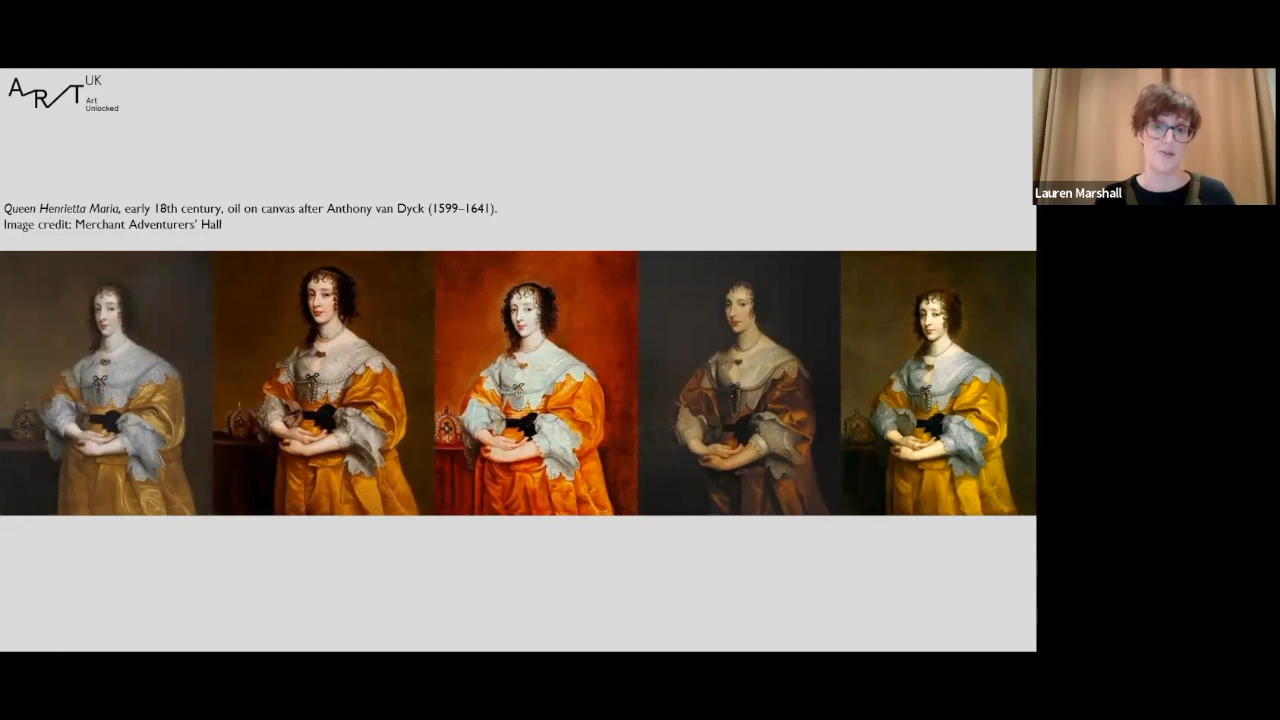 ART UK
Art
Unlocked
Queen Henrietta Maria, early 18th century, oil on canvas after Anthony van Dyck (1599–1641).
Image credit: Merchant Adventurers’ Hall
Lauren Marshall